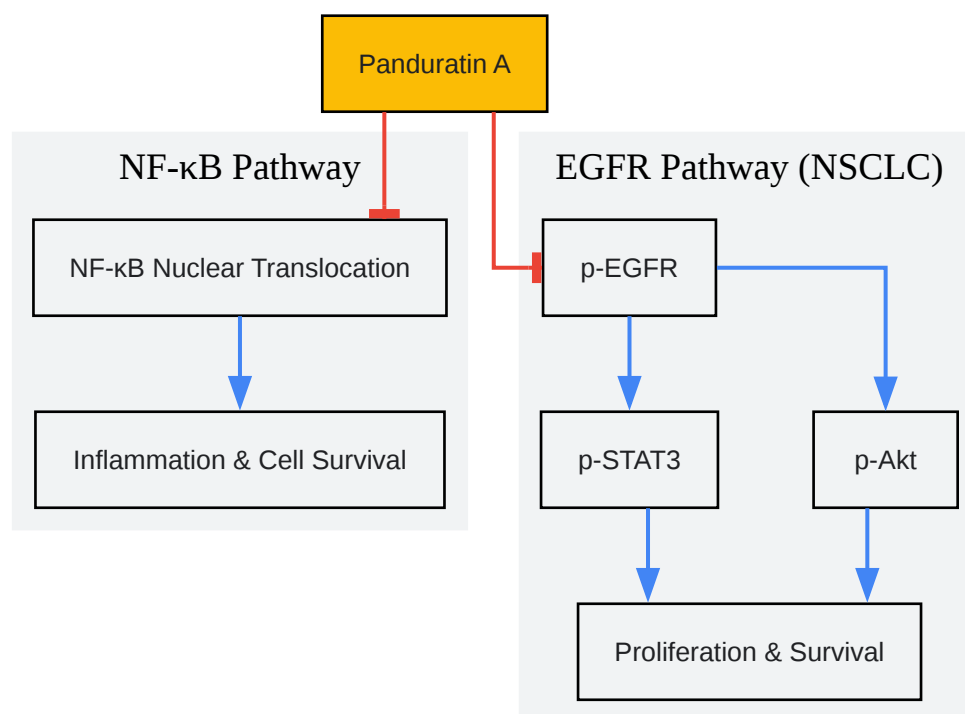 Panduratin A
NF-κB Pathway
NF-κB Nuclear Translocation
Inflammation & Cell Survival
EGFR Pathway (NSCLC)
p-EGFR
p-STAT3
p-Akt
Proliferation & Survival